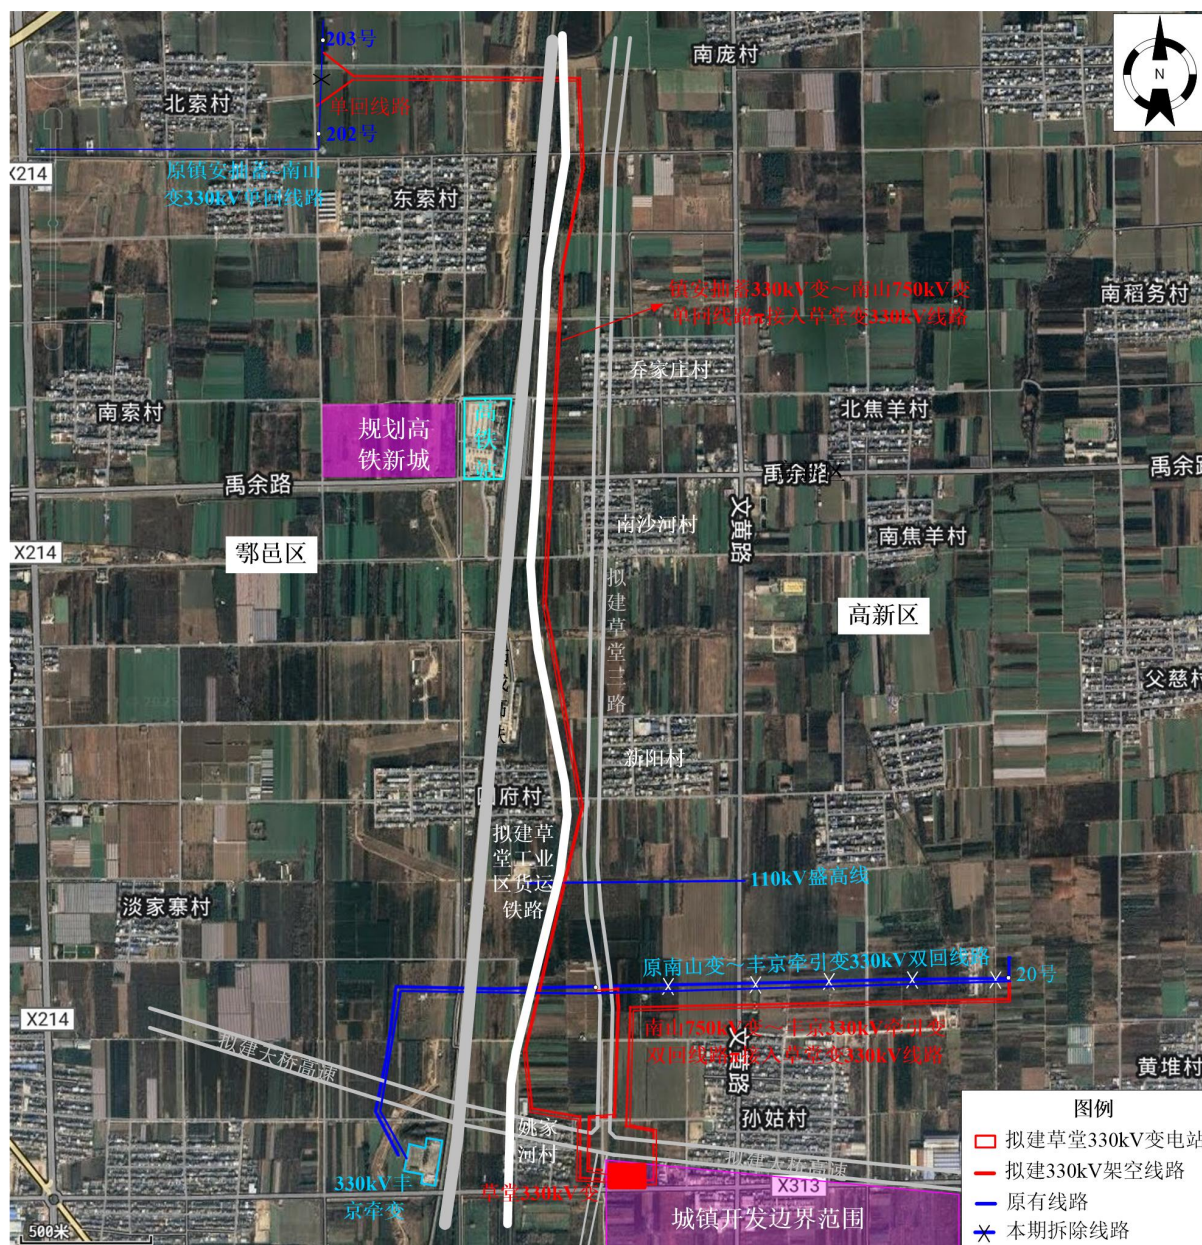 203号
南庞村
N
北索村
单回线路
202号
X214
原镇安抽蓄~南山
变330kV单回线路
东索村
镇安抽蓄330kV变~南山750kV变
单回线路π接入草堂变330kV线路
南稻务村
乔家庄村
南索村
规划高
铁新城
高
铁
北焦羊村
禹余路
禹余路
禹余路
文黄路
南沙河村
南焦羊村
X214
鄠邑区
拟建草堂三路
高新区
父慈村
新阳村
拟建草
堂工业
区货运
铁路
110kV盛高线
淡家寨村
原南山变~丰京牵引变330kV双回线路
20号
X214
南山750kV变~丰京330kV牵引变
双回线路π接入草堂变330kV线路
拟建大桥高速
文黄路
黄堆村
孙姑村
姚家
河村
拟建大桥高速
330kV丰
京牵变
草堂330kV变
X313
城镇开发边界范围
500米
图例
拟建草堂330kV变电站
拟建330kV架空线路
原有线路
本期拆除线路